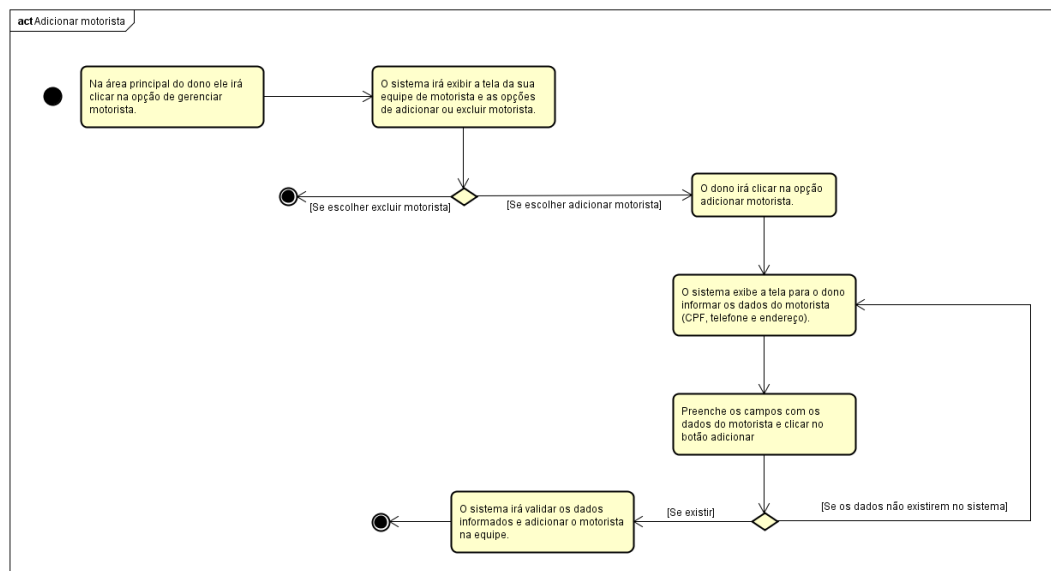 act Adicionar motorista
Na área principal do dono ele irá
clicar na opção de gerenciar
motorista.
O sistema irá exibir a tela da sua
equipe de motorista e as opções
de adicionar ou excluir motorista.
[Se escolher excluir motorista]
[Se escolher adicionar motorista]
O dono irá clicar na opção
adicionar motorista.
O sistema exibe a tela para o dono
informar os dados do motorista
(CPF, telefone e endereço).
Preenche os campos com os
dados do motorista e clicar no
botão adicionar
[Se os dados não existirem no sistema]
[Se existir]
O sistema irá validar os dados
informados e adicionar o motorista
na equipe.